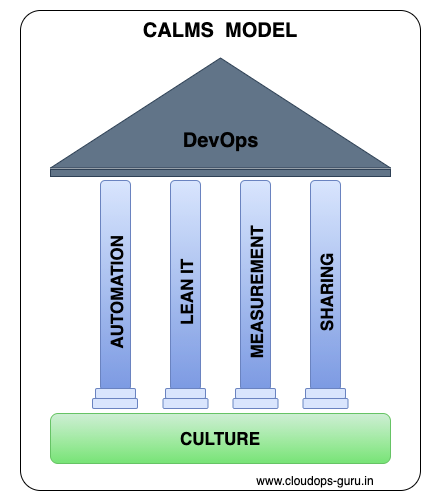 CALMS MODEL
DevOps
AUTOMATION
LEAN IT
MEASUREMENT
SHARING
CULTURE
www.cloudops-guru.in